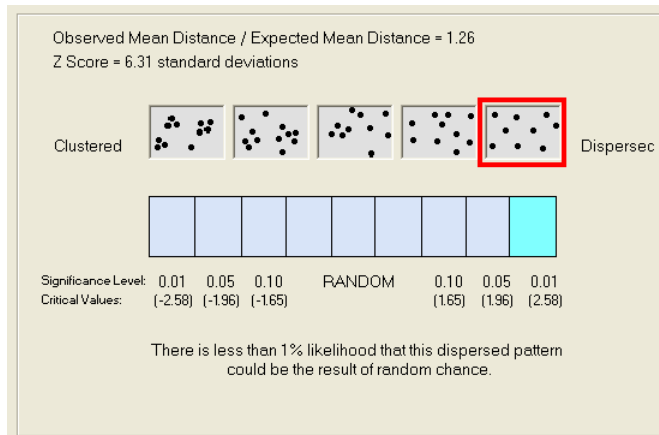 Observed Mean Distance / Expected Mean Distance = 1.26
Z Score = 6.31 standard deviations
Clustered
Dispersec
Significance Level: 0.01 0.05 0.10 RANDOM 0.10 0.05 0.01
Critical Values: (-2.58) (-1.96) (-1.65) (1.65) (1.96) (2.58)
There is less than 1% likelihood that this dispersed pattern
could be the result of random chance.